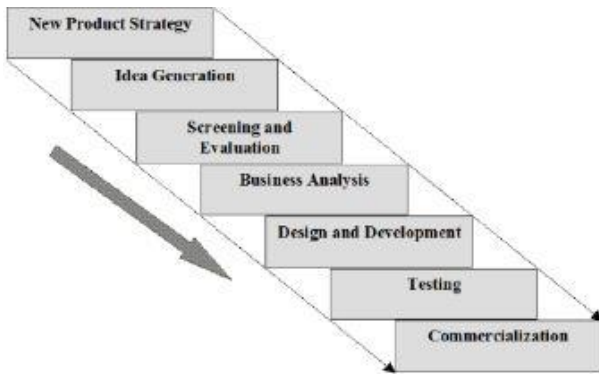 New Product Strategy
Idea Generation
Screening and
Evaluation
Business Analysis
Design and Development
Testing
Commercialization